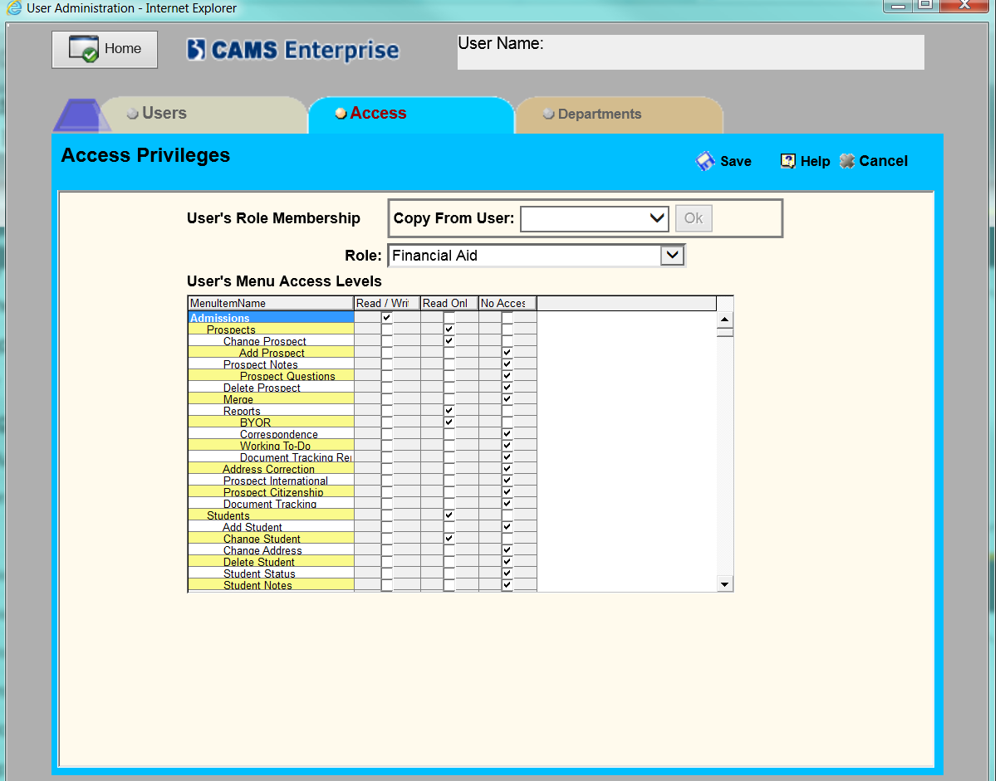 User Administration - Internet Explorer
Home
CAMS Enterprise
User Name:
Users
Access
Departments
Access Privileges
Save
Help
Cancel
User's Role Membership
Copy From User:
Ok
Role:
Financial Aid
User's Menu Access Levels
MenuItemName
Read / Wri
Read Onl
No Acces
Admissions
Prospects
Change Prospect
Add Prospect
Prospect Notes
Prospect Questions
Delete Prospect
Merge
Reports
BYOR
Correspondence
Working To-Do
Document Tracking Re
Address Correction
Prospect International
Prospect Citizenship
Document Tracking
Students
Add Student
Change Student
Change Address
Delete Student
Student Status
Student Notes